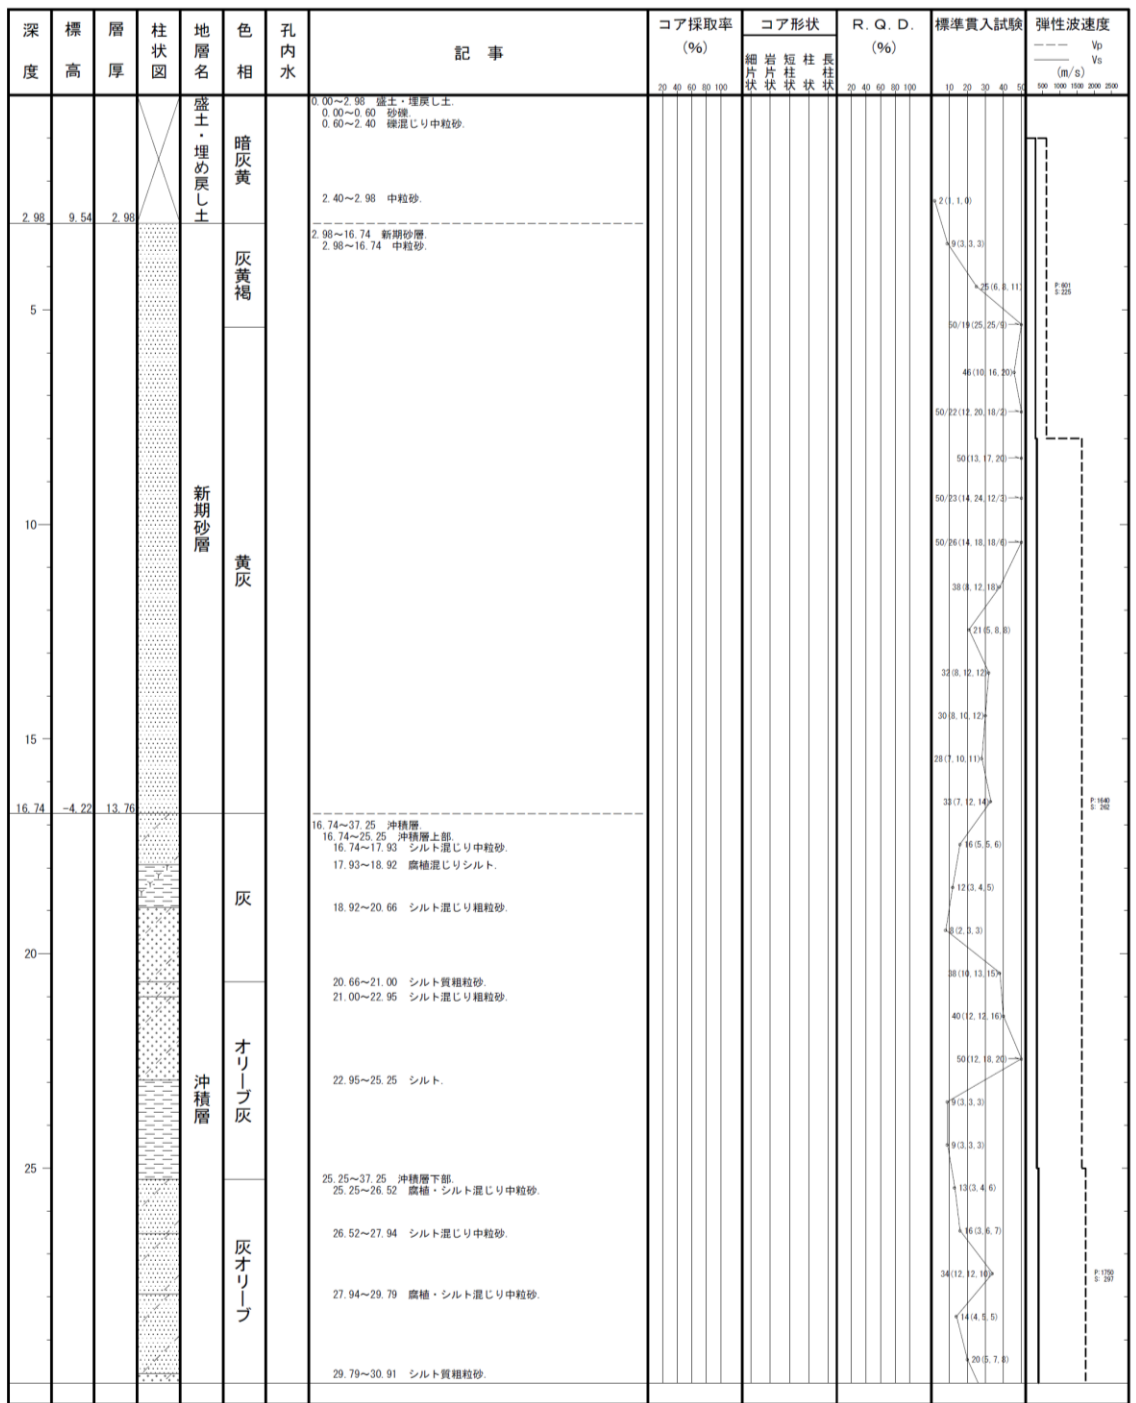 深度 標高 層厚 柱状図 地層名 色相 孔内水 記事 コア採取率(%) コア形状 R.Q.D.(%) 標準貫入試験 弾性波速度
細片状 岩片状 短柱状 柱状 長柱状
Vp
Vs
(m/s)
20 40 60 80 100 20 40 60 80 100 10 20 30 40 50 500 1000 1500 2000 2500
盛土・埋め戻し土
暗灰黄
0.00～2.98 盛土・埋戻し土.
0.00～0.60 砂礫.
0.60～2.40 礫混じり中粒砂.
2.40～2.98 中粒砂.
2(1,1,0)
2.98 9.54 2.98
新期砂層
灰黄褐
2.98～16.74 新期砂層.
2.98～16.74 中粒砂.
9(3,3,3)
25(6,8,11)
P:601
S:225
5
50/19(25,25/9)
46(10,16,20)
50/22(12,20,18/2)
50(13,17,20)
50/23(14,24,12/3)
10
50/26(14,18,18/6)
黄灰
38(8,12,18)
21(5,8,8)
32(8,12,12)
30(8,10,12)
15
28(7,10,11)
33(7,12,14)
P:1640
S: 262
16.74 -4.22 13.76
沖積層
灰
16.74～37.25 沖積層.
16.74～25.25 沖積層上部.
16.74～17.93 シルト混じり中粒砂.
16(5,5,6)
17.93～18.92 腐植混じりシルト.
12(3,4,5)
18.92～20.66 シルト混じり粗粒砂.
8(2,3,3)
20
38(10,13,15)
20.66～21.00 シルト質粗粒砂.
21.00～22.95 シルト混じり粗粒砂.
オリーブ灰
40(12,12,16)
50(12,18,20)
22.95～25.25 シルト.
9(3,3,3)
9(3,3,3)
25
25.25～37.25 沖積層下部.
25.25～26.52 腐植・シルト混じり中粒砂.
13(3,4,6)
灰オリーブ
26.52～27.94 シルト混じり中粒砂.
16(3,6,7)
34(12,12,10)
P:1750
S: 297
27.94～29.79 腐植・シルト混じり中粒砂.
14(4,5,5)
20(5,7,8)
29.79～30.91 シルト質粗粒砂.